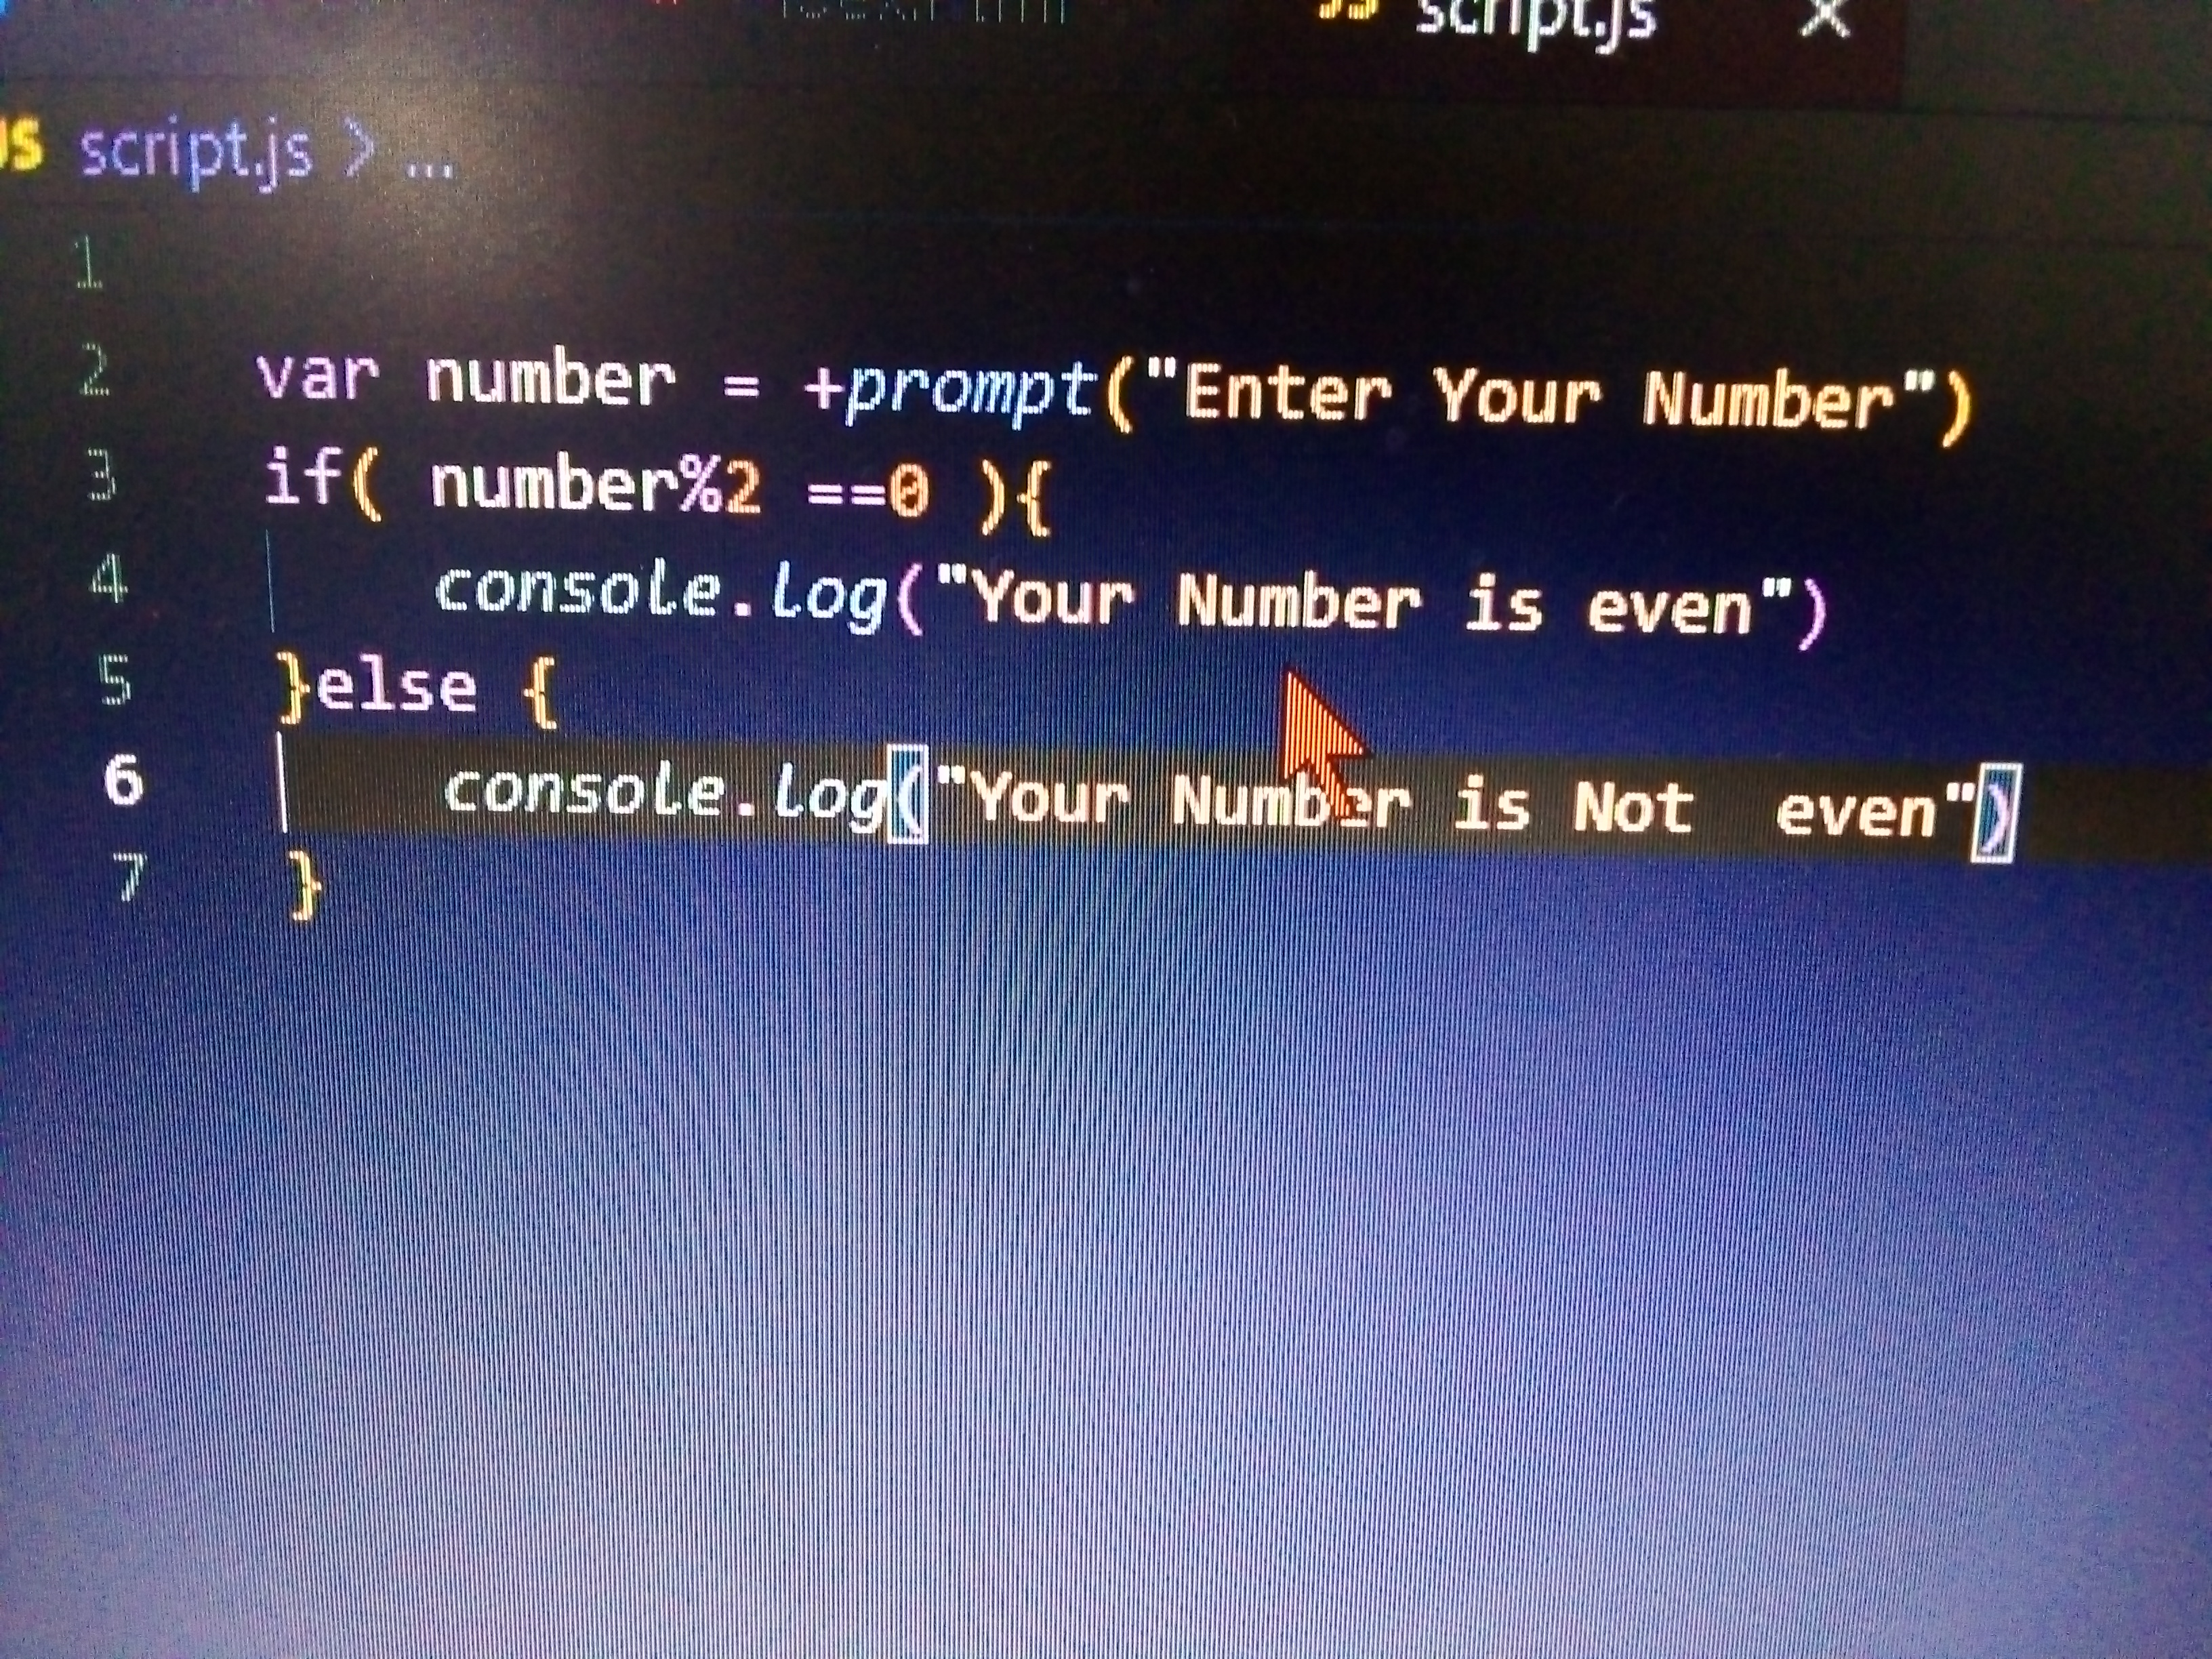 JS script.js ×
JS script.js > ...
1
2 var number = +prompt("Enter Your Number")
3 if( number%2 ==0 ){
4 console.log("Your Number is even")
5 }else {
6 console.log("Your Number is Not  even")
7 }